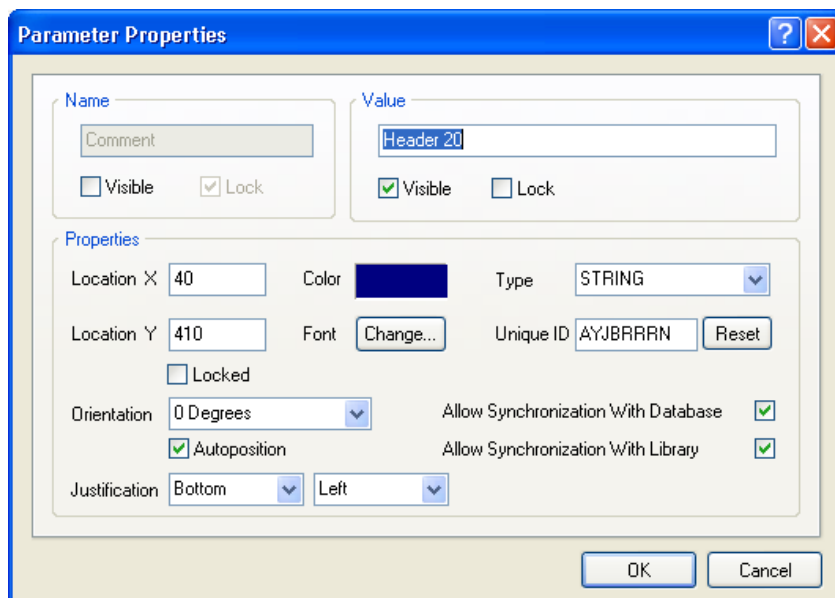 Parameter Properties
Name
Value
Comment
Header 20
Visible Lock
Visible Lock
Properties
Location X 40 Color Type STRING
Location Y 410 Font Change... Unique ID AYJBRRRN Reset
Locked
Orientation 0 Degrees Allow Synchronization With Database
Autoposition Allow Synchronization With Library
Justification Bottom Left
OK Cancel